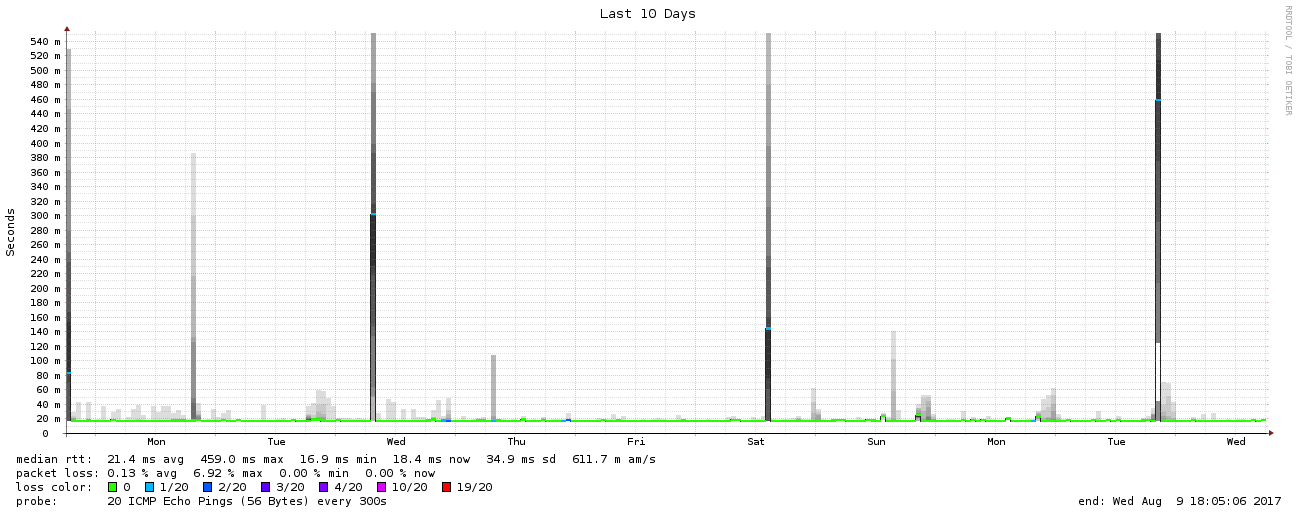 Last 10 Days
RRDTOOL / TOBI OETIKER
Seconds
540 m
520 m
500 m
480 m
460 m
440 m
420 m
400 m
380 m
360 m
340 m
320 m
300 m
280 m
260 m
240 m
220 m
200 m
180 m
160 m
140 m
120 m
100 m
80 m
60 m
40 m
20 m
0
Mon Tue Wed Thu Fri Sat Sun Mon Tue Wed
median rtt: 21.4 ms avg 459.0 ms max 16.9 ms min 18.4 ms now 34.9 ms sd 611.7 m am/s
packet loss: 0.13 % avg 6.92 % max 0.00 % min 0.00 % now
loss color: 0 1/20 2/20 3/20 4/20 10/20 19/20
probe: 20 ICMP Echo Pings (56 Bytes) every 300s
end: Wed Aug 9 18:05:06 2017